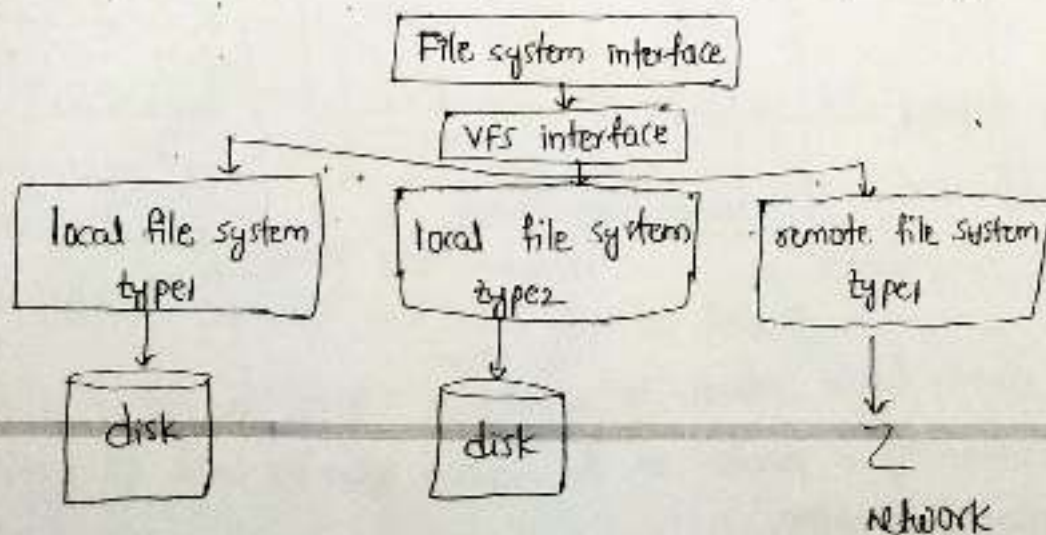 File system interface
VFS interface
local file system
type1
local file system
type2
remote file system
type1
disk
disk
network